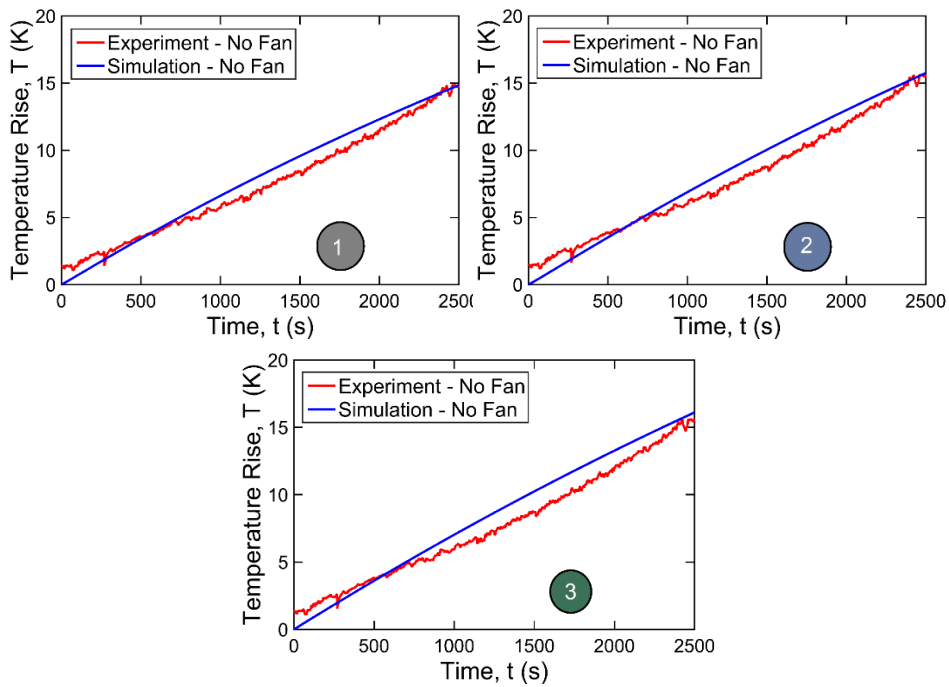 20
15
10
5
0
Temperature Rise, T (K)
Experiment - No Fan
Simulation - No Fan
1
0 500 1000 1500 2000 2500
Time, t (s)
20
15
10
5
0
Temperature Rise, T (K)
Experiment - No Fan
Simulation - No Fan
2
0 500 1000 1500 2000 2500
Time, t (s)
20
15
10
5
0
Temperature Rise, T (K)
Experiment - No Fan
Simulation - No Fan
3
0 500 1000 1500 2000 2500
Time, t (s)